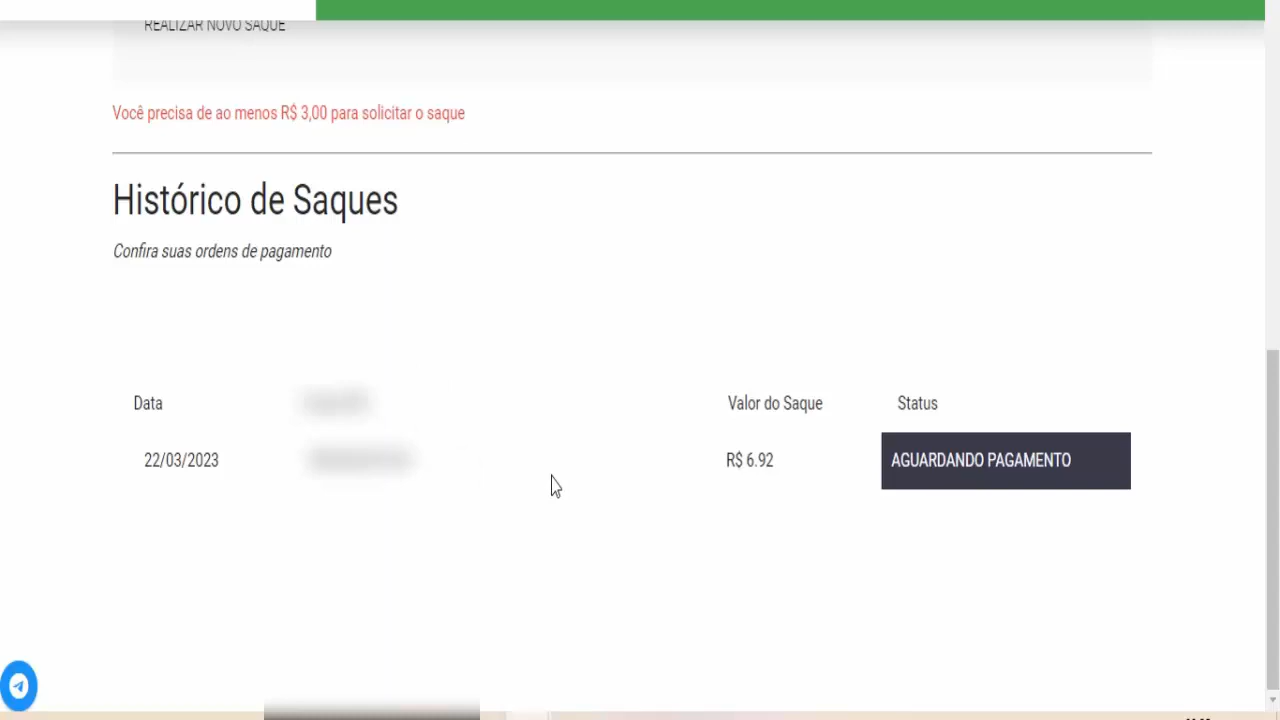 REALIZAR NOVO SAQUE
Você precisa de ao menos R$ 3,00 para solicitar o saque
Histórico de Saques
Confira suas ordens de pagamento
Data Valor do Saque Status
22/03/2023 R$ 6.92 AGUARDANDO PAGAMENTO